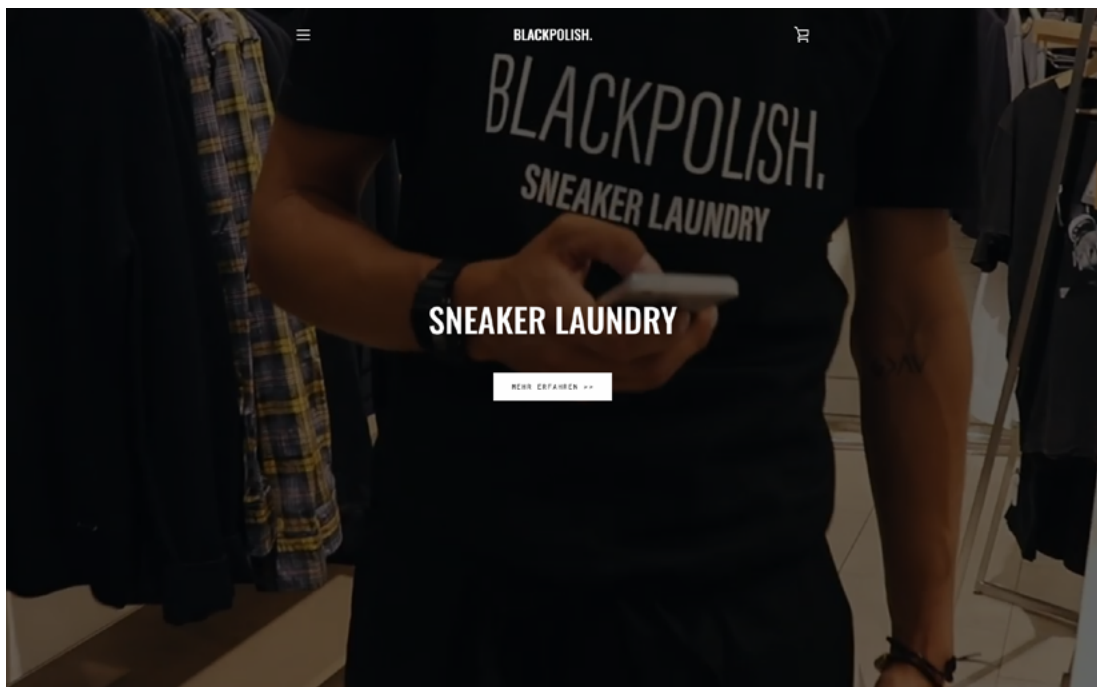 BLACKPOLISH.
BLACKPOLISH.
SNEAKER LAUNDRY
SNEAKER LAUNDRY
MEHR ERFAHREN >>